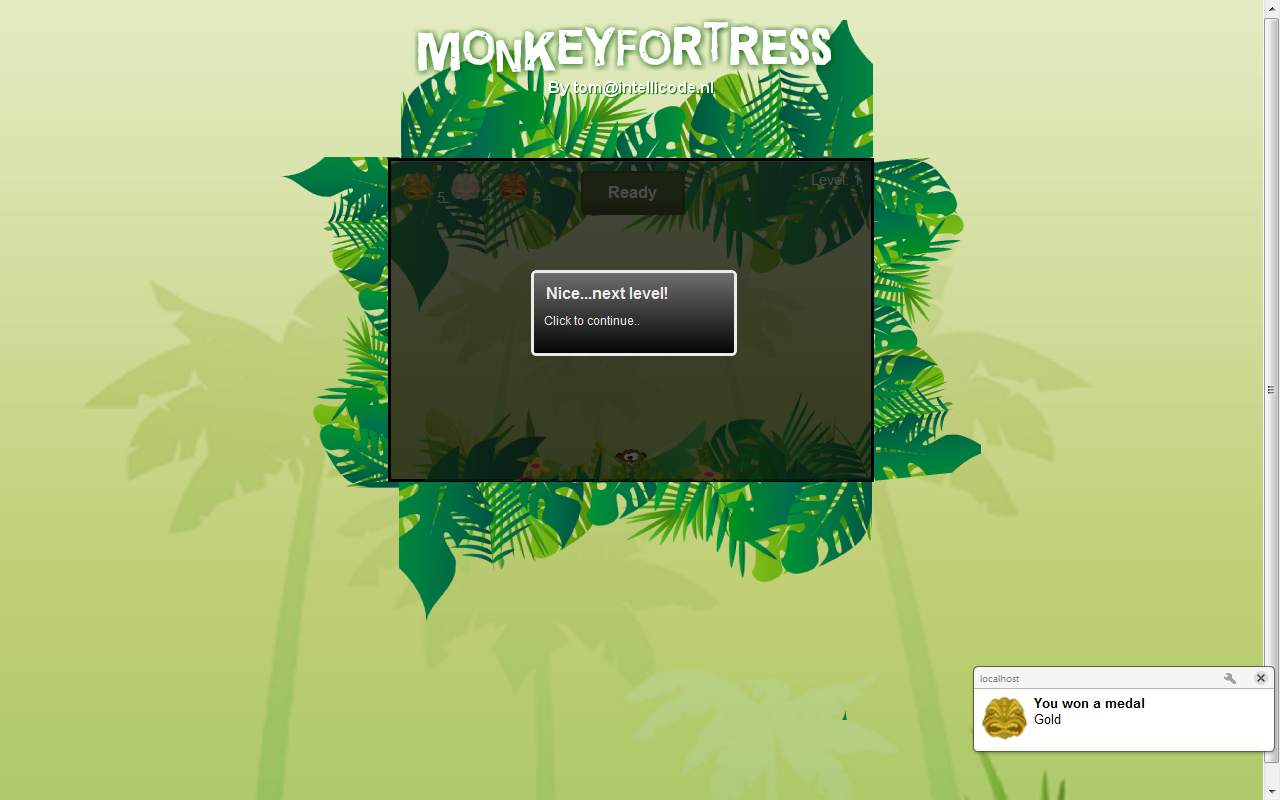 MONKEYFORTRESS
By tom@intellicode.nl
5 4 5 Ready Level: 1
Nice...next level!
Click to continue..
localhost
You won a medal
Gold